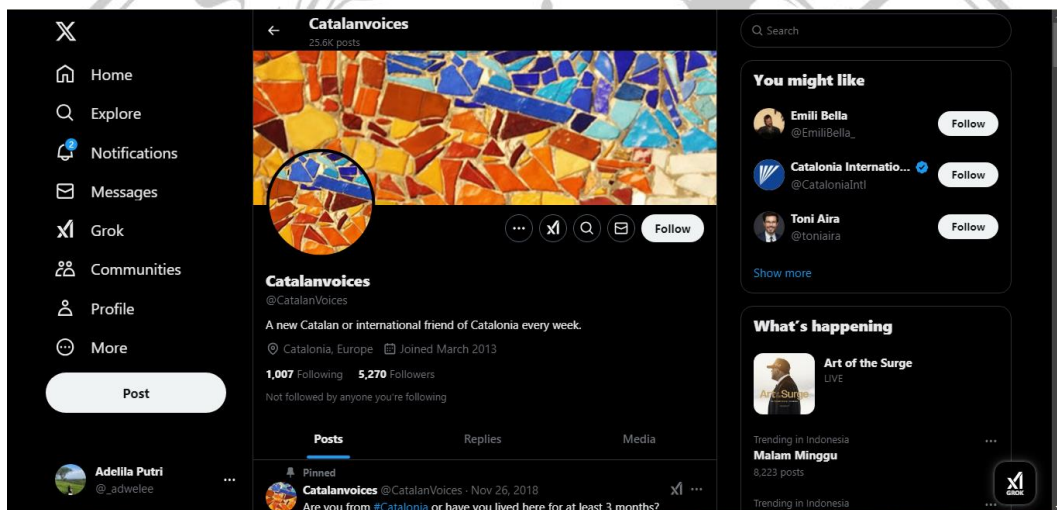 Home
Explore
2
Notifications
Messages
Grok
Communities
Profile
More
Post
Adelila Putri
@_adwelee
Catalanvoices
25.6K posts
Follow
Catalanvoices
@CatalanVoices
A new Catalan or international friend of Catalonia every week.
Catalonia, Europe Joined March 2013
1,007 Following 5,270 Followers
Not followed by anyone you're following
Posts Replies Media
Pinned
Catalanvoices @CatalanVoices · Nov 26, 2018
Are you from #Catalonia or have you lived here for at least 3 months?
Search
You might like
Emili Bella
@EmiliBella_
Follow
Catalonia Internatio...
@CataloniaIntl
Follow
Toni Aira
@toniaira
Follow
Show more
What's happening
Art of the Surge
LIVE
Art of the Surge
Trending in Indonesia
Malam Minggu
8,223 posts
Trending in Indonesia
GROK